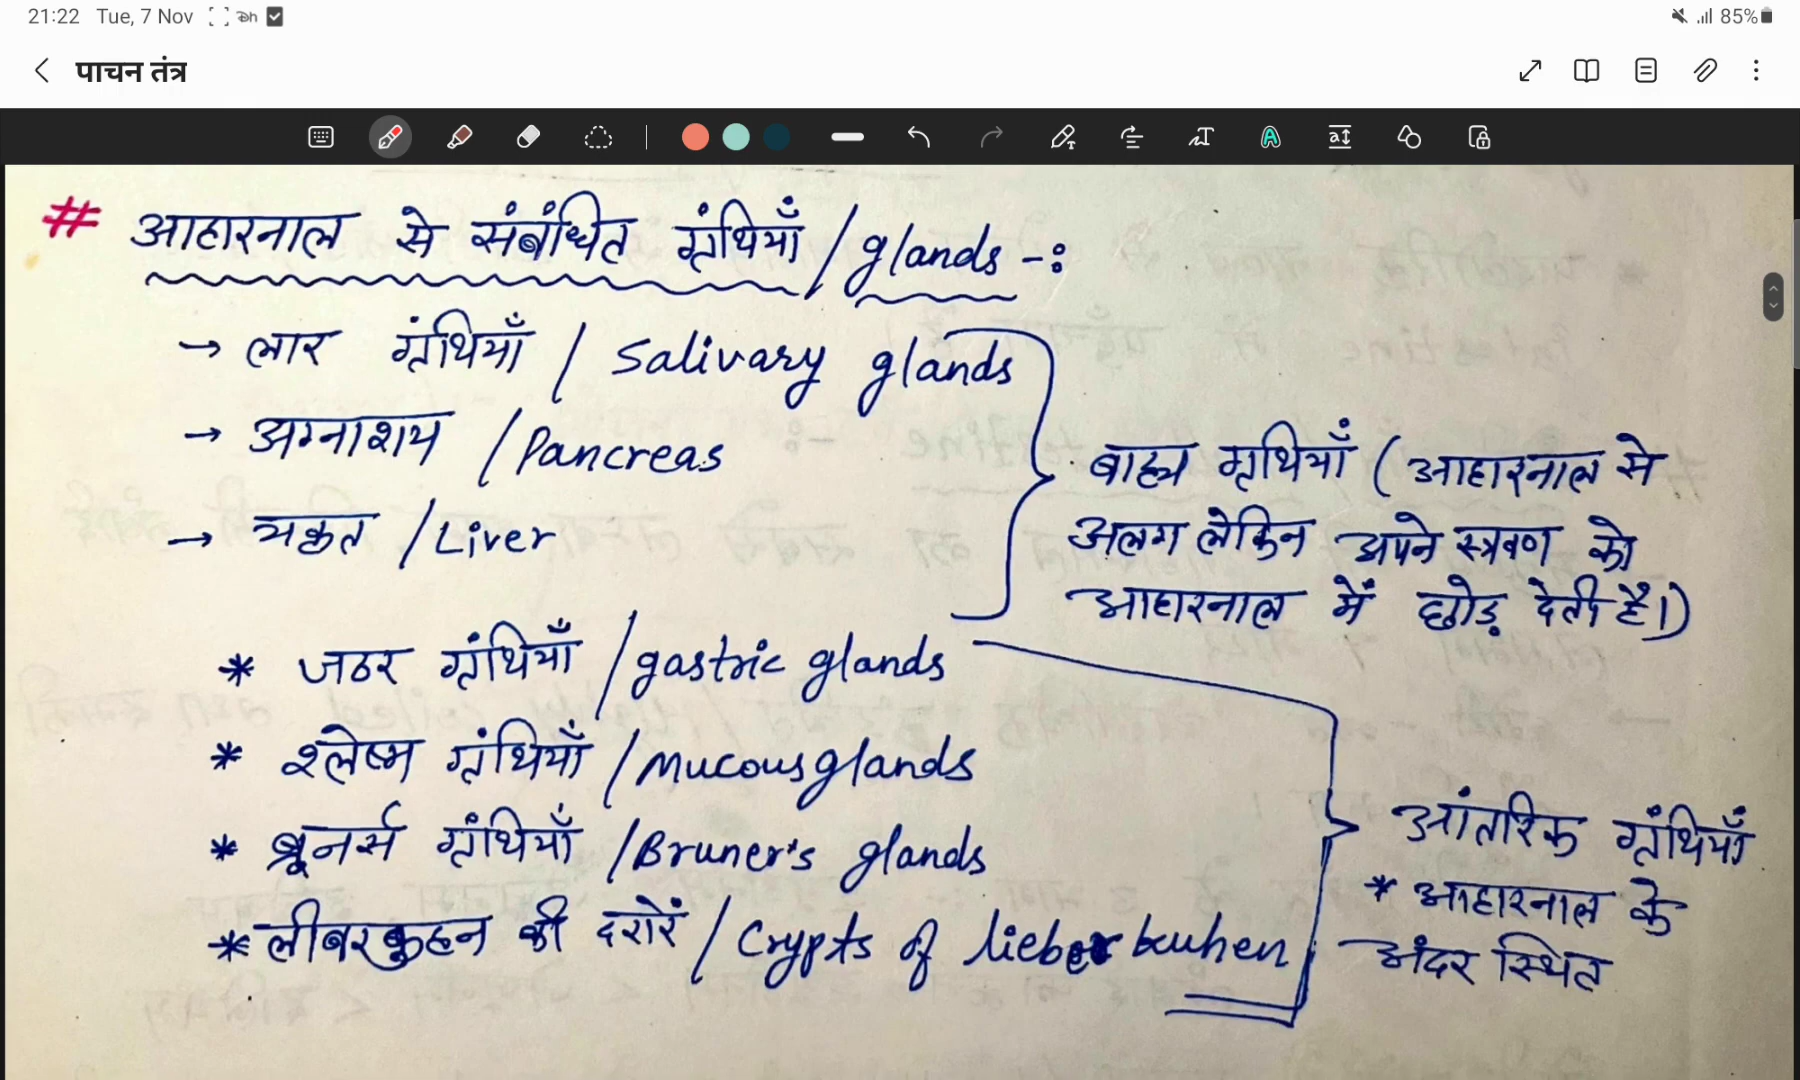 21:22 Tue, 7 Nov
85%
पाचन तंत्र
# आहारनाल से संबंधित ग्रंथियाँ / glands -:
→ लार ग्रंथियाँ / Salivary glands
→ अग्नाशय / Pancreas
→ यकृत / Liver
बाह्य ग्रंथियाँ ( आहारनाल से
अलग लेकिन अपने स्त्रवण को
आहारनाल में छोड़ देती है।)
* जठर ग्रंथियाँ / gastric glands
* श्लेष्म ग्रंथियाँ / Mucous glands
* ब्रूनर्स ग्रंथियाँ / Bruner's glands
* लीबरकुहन की दरारें / Crypts of lieberkuhen
आंतरिक ग्रंथियाँ
* आहारनाल के
अंदर स्थित